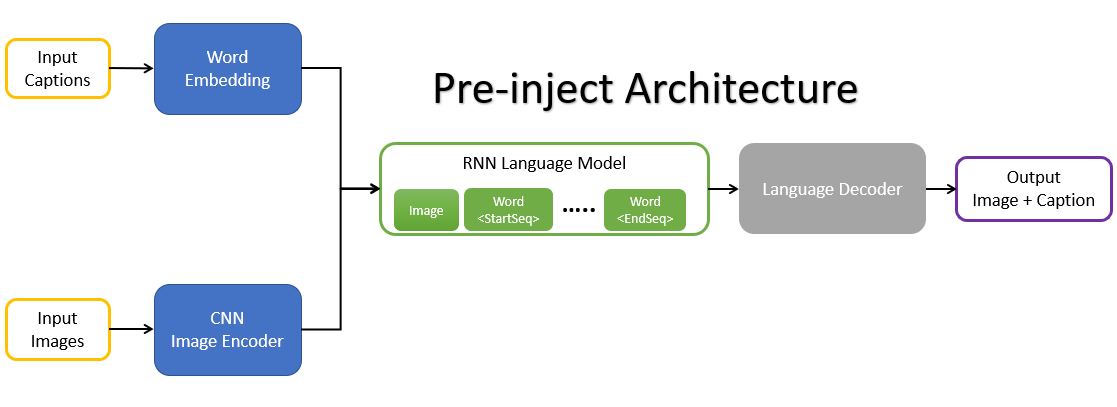 Input
Captions
Word
Embedding
Pre-inject Architecture
RNN Language Model
Image
Word
<StartSeq>
.....
Word
<EndSeq>
Language Decoder
Output
Image + Caption
Input
Images
CNN
Image Encoder